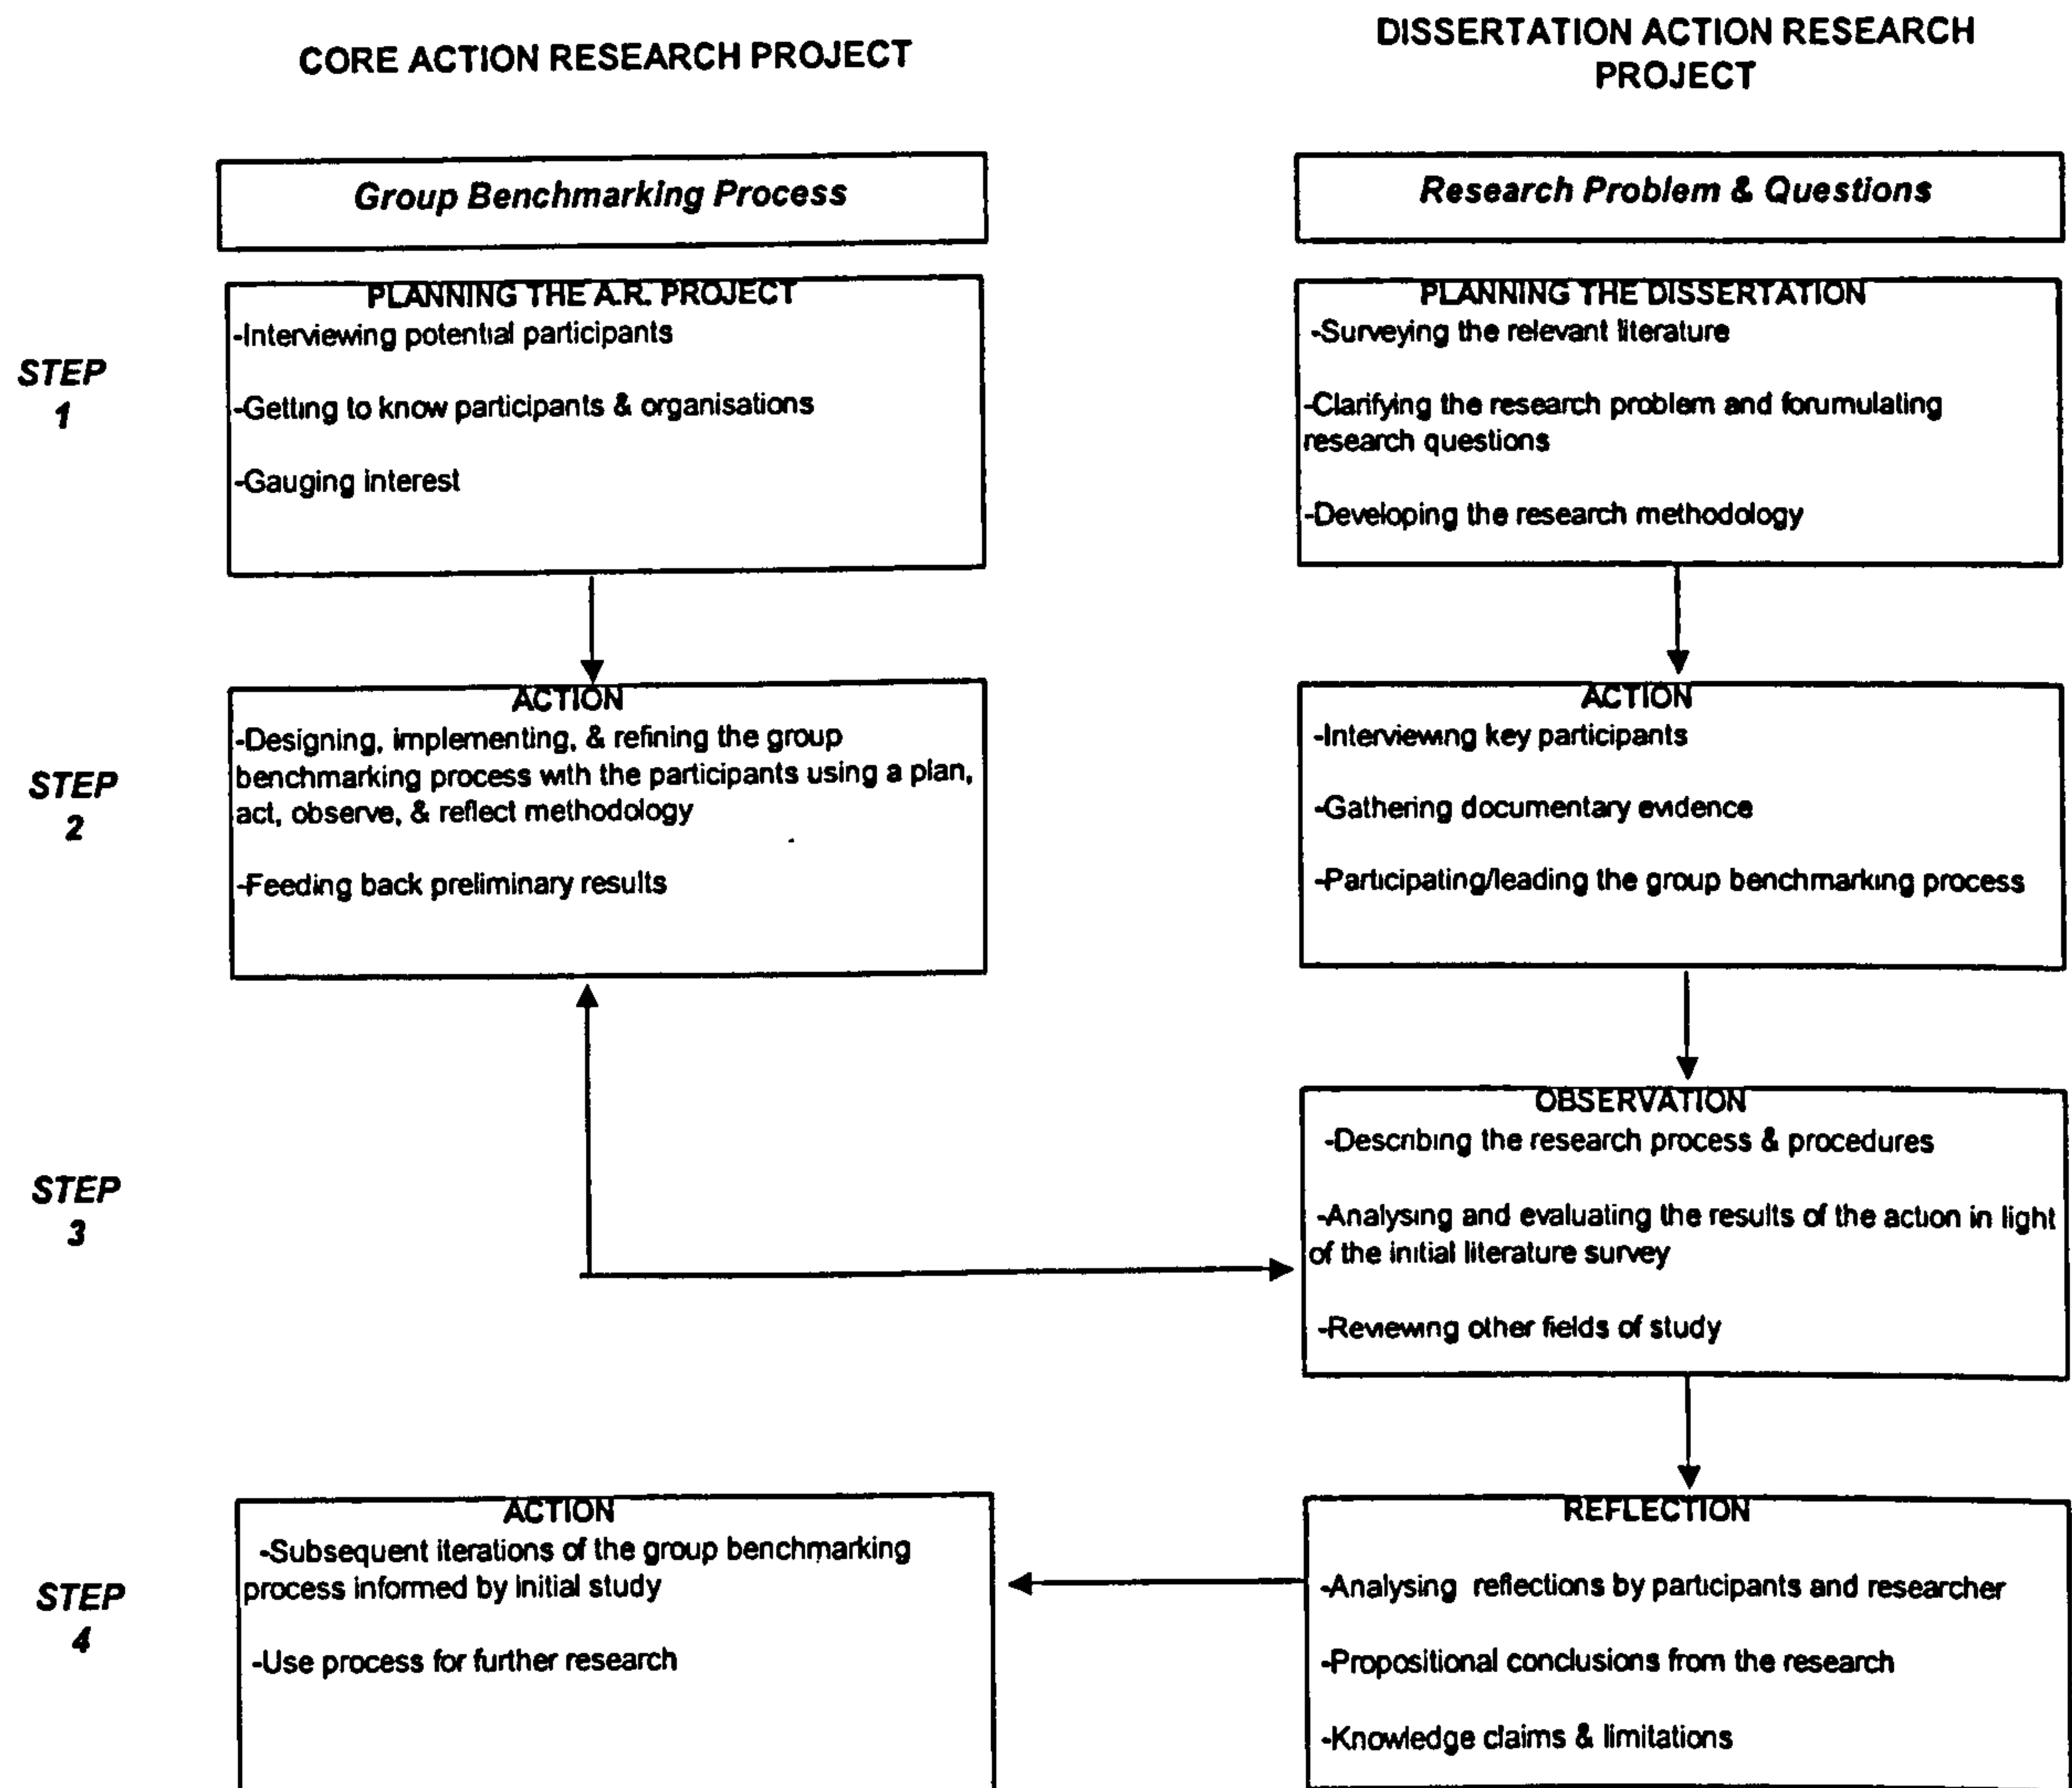 CORE ACTION RESEARCH PROJECT
DISSERTATION ACTION RESEARCH
PROJECT
Group Benchmarking Process
Research Problem & Questions
STEP
1
PLANNING THE A.R. PROJECT
-Interviewing potential participants
-Getting to know participants & organisations
-Gauging interest
PLANNING THE DISSERTATION
-Surveying the relevant literature
-Clarifying the research problem and forumulating
research questions
-Developing the research methodology
STEP
2
ACTION
-Designing, implementing, & refining the group
benchmarking process with the participants using a plan,
act, observe, & reflect methodology
-Feeding back preliminary results
ACTION
-Interviewing key participants
-Gathering documentary evidence
-Participating/leading the group benchmarking process
STEP
3
OBSERVATION
-Describing the research process & procedures
-Analysing and evaluating the results of the action in light
of the initial literature survey
-Reviewing other fields of study
STEP
4
ACTION
-Subsequent iterations of the group benchmarking
process informed by initial study
-Use process for further research
REFLECTION
-Analysing reflections by participants and researcher
-Propositional conclusions from the research
-Knowledge claims & limitations